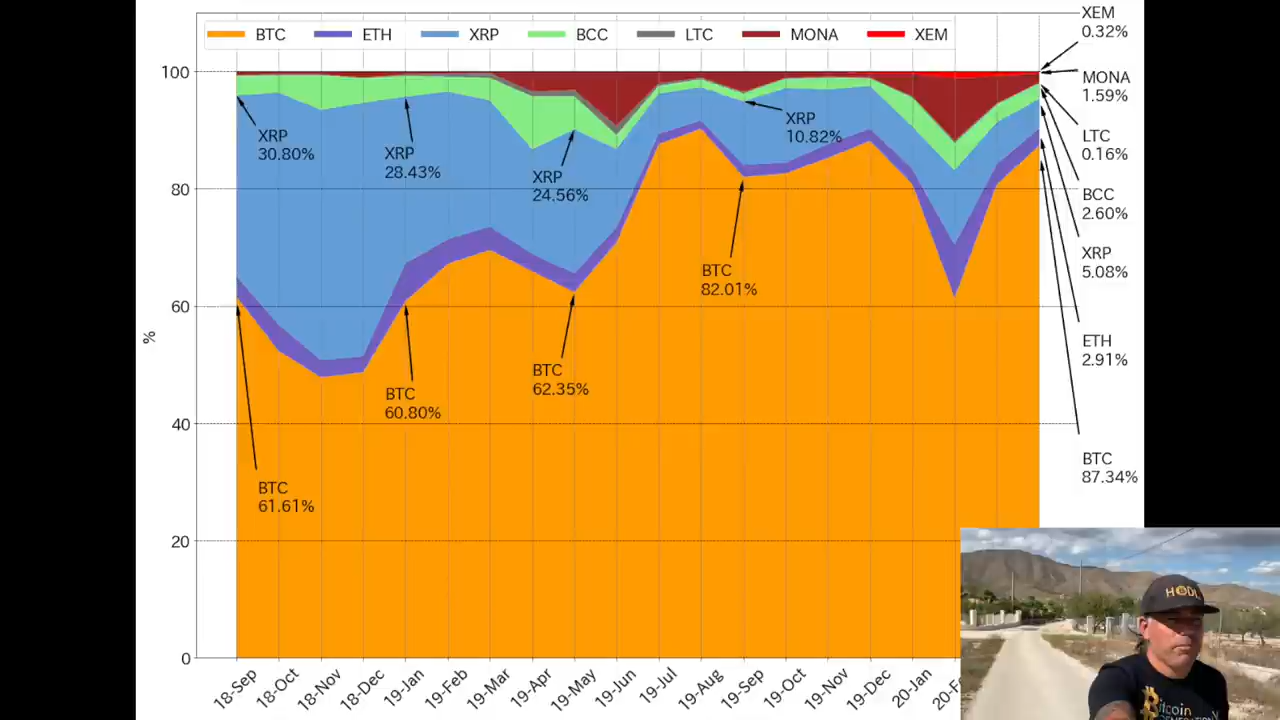 BTC ETH XRP BCC LTC MONA XEM
XEM
0.32%
100
MONA
1.59%
XRP
30.80%
XRP
28.43%
XRP
24.56%
XRP
10.82%
LTC
0.16%
80
BCC
2.60%
XRP
5.08%
BTC
82.01%
60
%
ETH
2.91%
BTC
62.35%
BTC
60.80%
40
BTC
87.34%
BTC
61.61%
20
0
18-Sep 18-Oct 18-Nov 18-Dec 19-Jan 19-Feb 19-Mar 19-Apr 19-May 19-Jun 19-Jul 19-Aug 19-Sep 19-Oct 19-Nov 19-Dec 20-Jan
HODL
Bitcoin